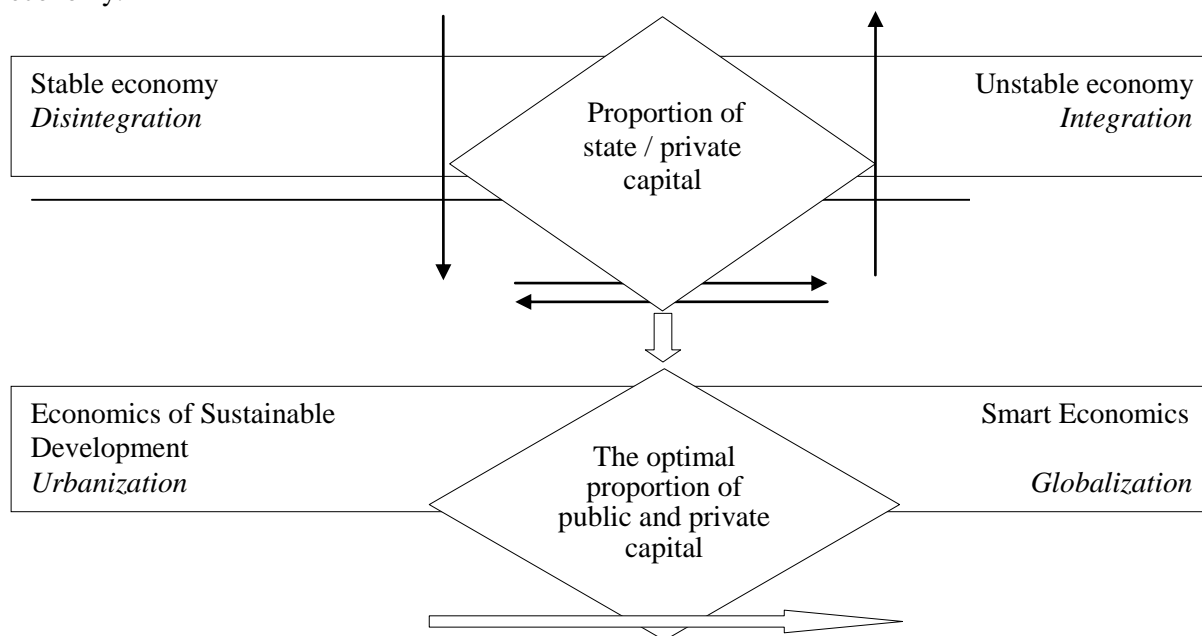 Stable economy
Disintegration
Proportion of
state / private
capital
Unstable economy
Integration
Economics of Sustainable
Development
Urbanization
The optimal
proportion of
public and private
capital
Smart Economics
Globalization